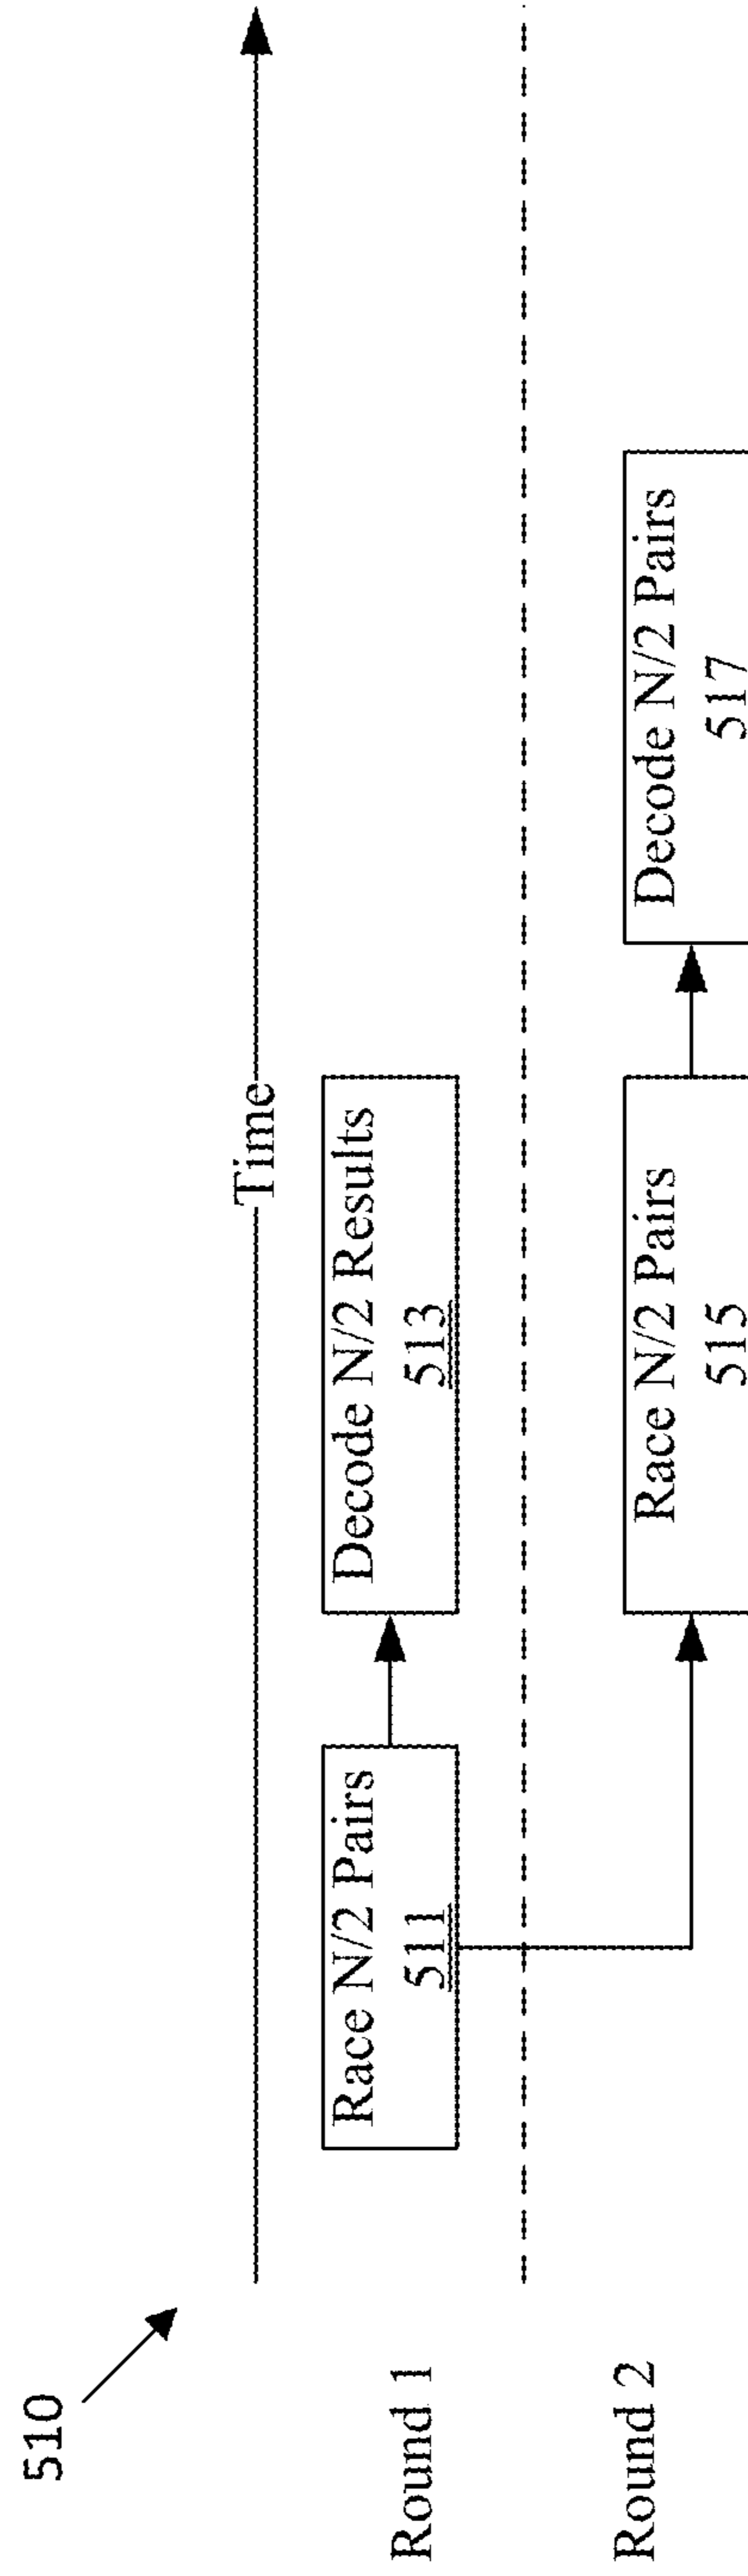 510
Time
Round 1
Race N/2 Pairs
511
Decode N/2 Results
513
Round 2
Race N/2 Pairs
515
Decode N/2 Pairs
517